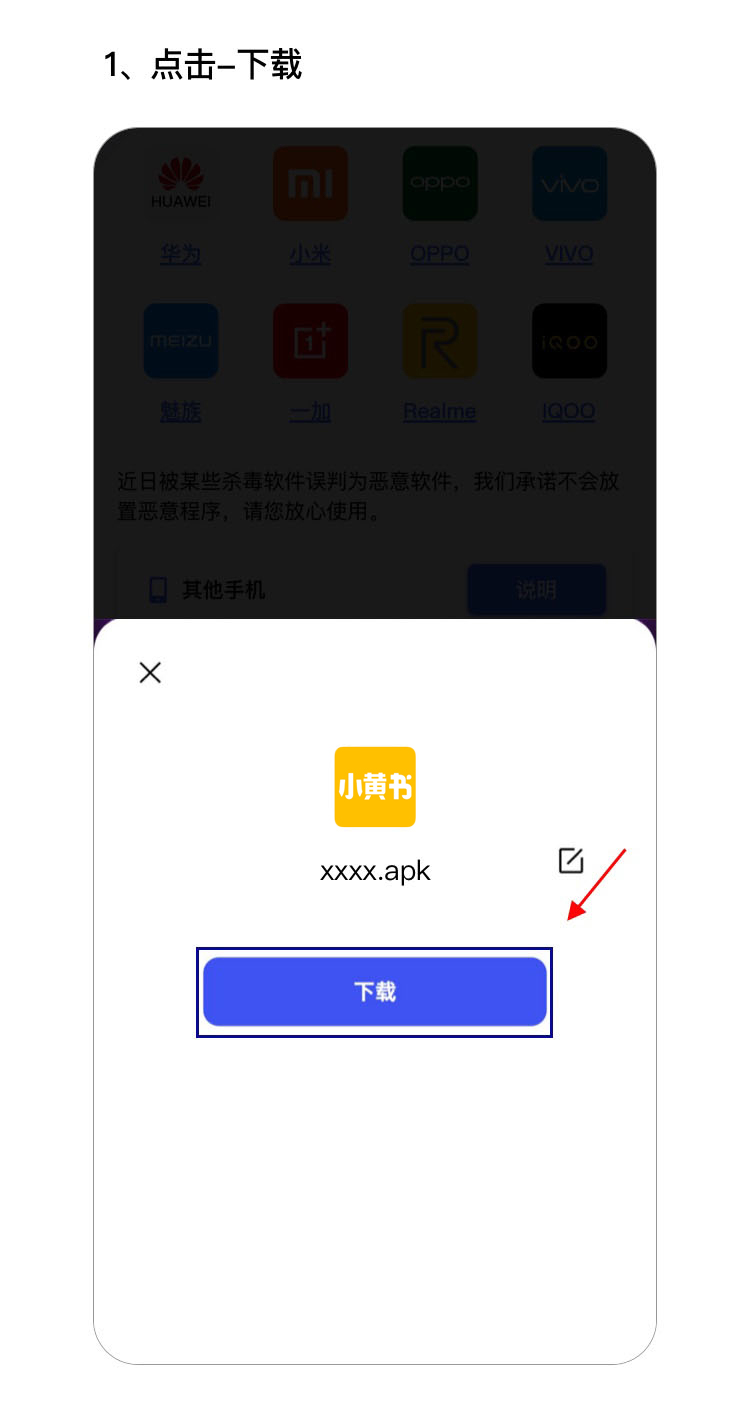 1、点击–下载
HUAWEI
mi
oppo
vivo
华为
小米
OPPO
VIVO
MEIZU
1+
R
iQOO
魅族
一加
Realme
IQOO
近日被某些杀毒软件误判为恶意软件，我们承诺不会放
置恶意程序，请您放心使用。
其他手机
说明
小黄书
xxxx.apk
下载